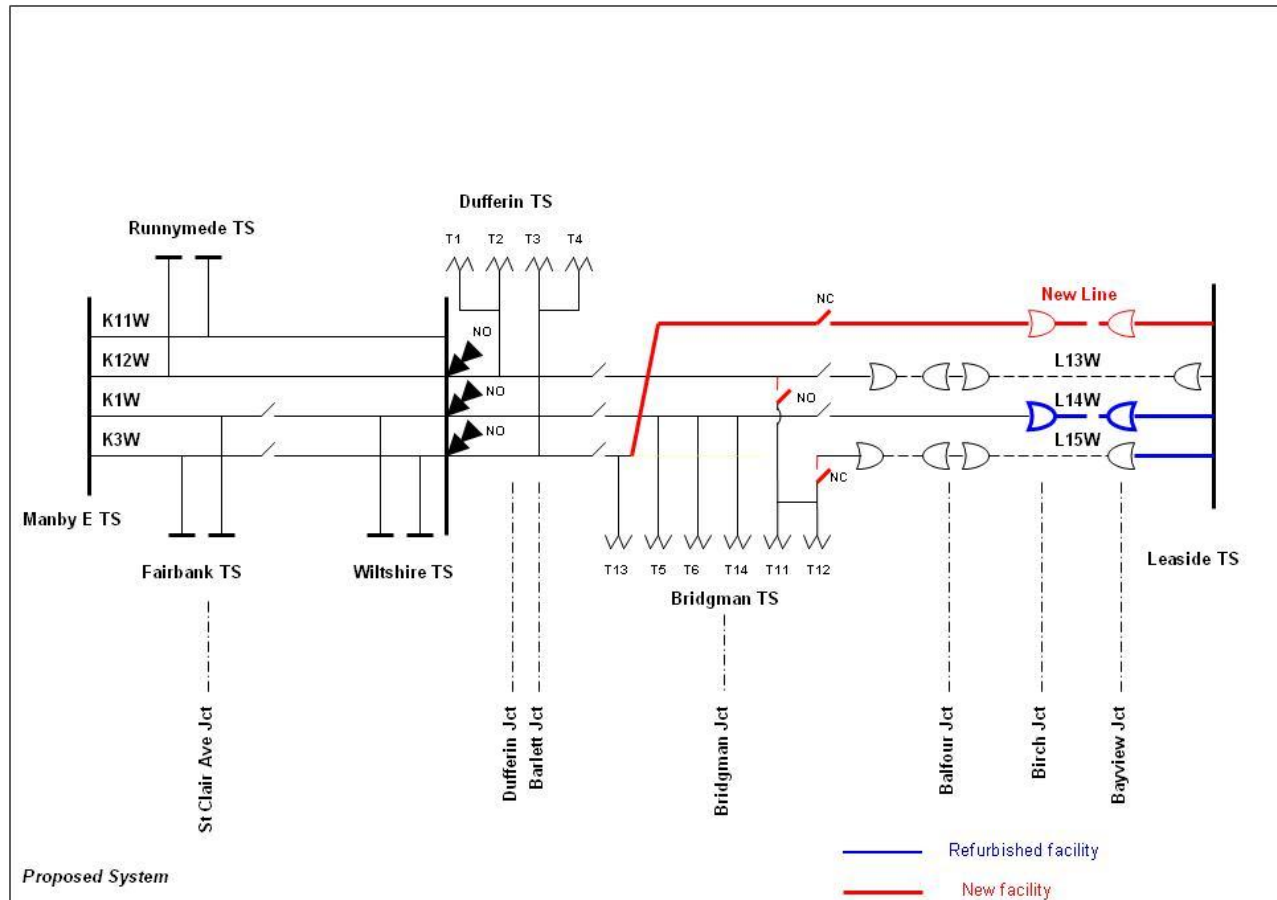 Dufferin TS
Runnymede TS
T1
T2
T3
T4
New Line
NC
K11W
NO
K12W
L13W
K1W
NO
NO
L14W
K3W
NO
L15W
NC
Manby E TS
Fairbank TS
Wiltshire TS
T13
T5
T6
T14
T11
T12
Leaside TS
Bridgman TS
St Clair Ave Jct
Dufferin Jct
Barlett Jct
Bridgman Jct
Balfour Jct
Birch Jct
Bayview Jct
Refurbished facility
New facility
Proposed System